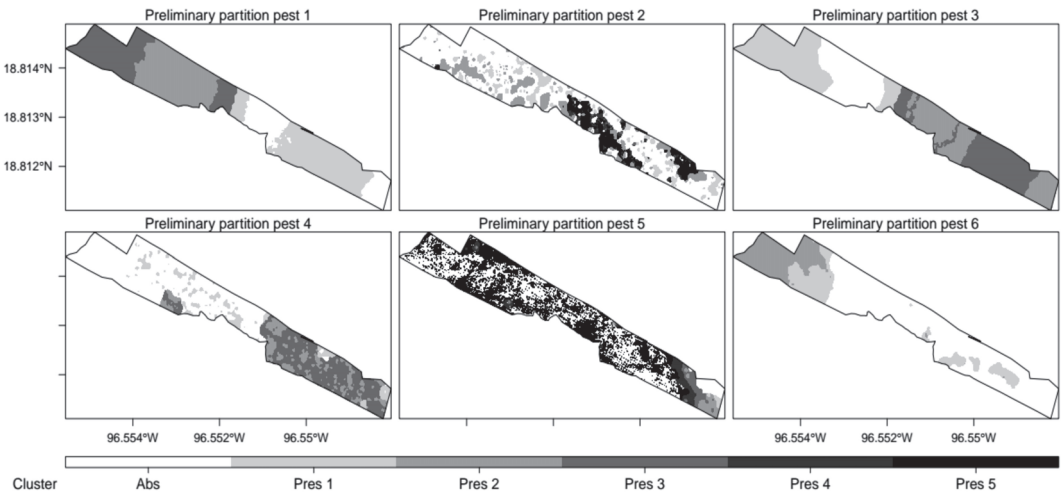 Preliminary partition pest 1 Preliminary partition pest 2 Preliminary partition pest 3
18.814°N
18.813°N
18.812°N
Preliminary partition pest 4 Preliminary partition pest 5 Preliminary partition pest 6
96.554°W 96.552°W 96.55°W 96.554°W 96.552°W 96.55°W
Cluster Abs Pres 1 Pres 2 Pres 3 Pres 4 Pres 5